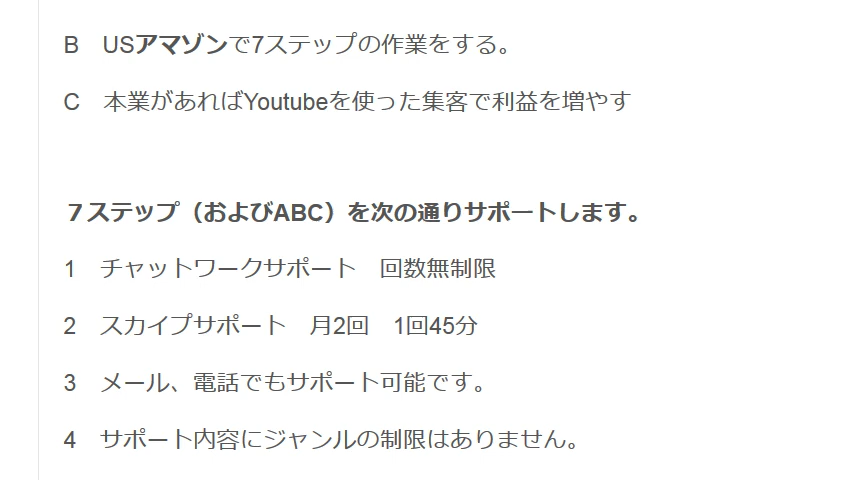 B　USアマゾンで7ステップの作業をする。
C　本業があればYoutubeを使った集客で利益を増やす
７ステップ（およびABC）を次の通りサポートします。
1　チャットワークサポート　回数無制限
2　スカイプサポート　月2回　1回45分
3　メール、電話でもサポート可能です。
4　サポート内容にジャンルの制限はありません。